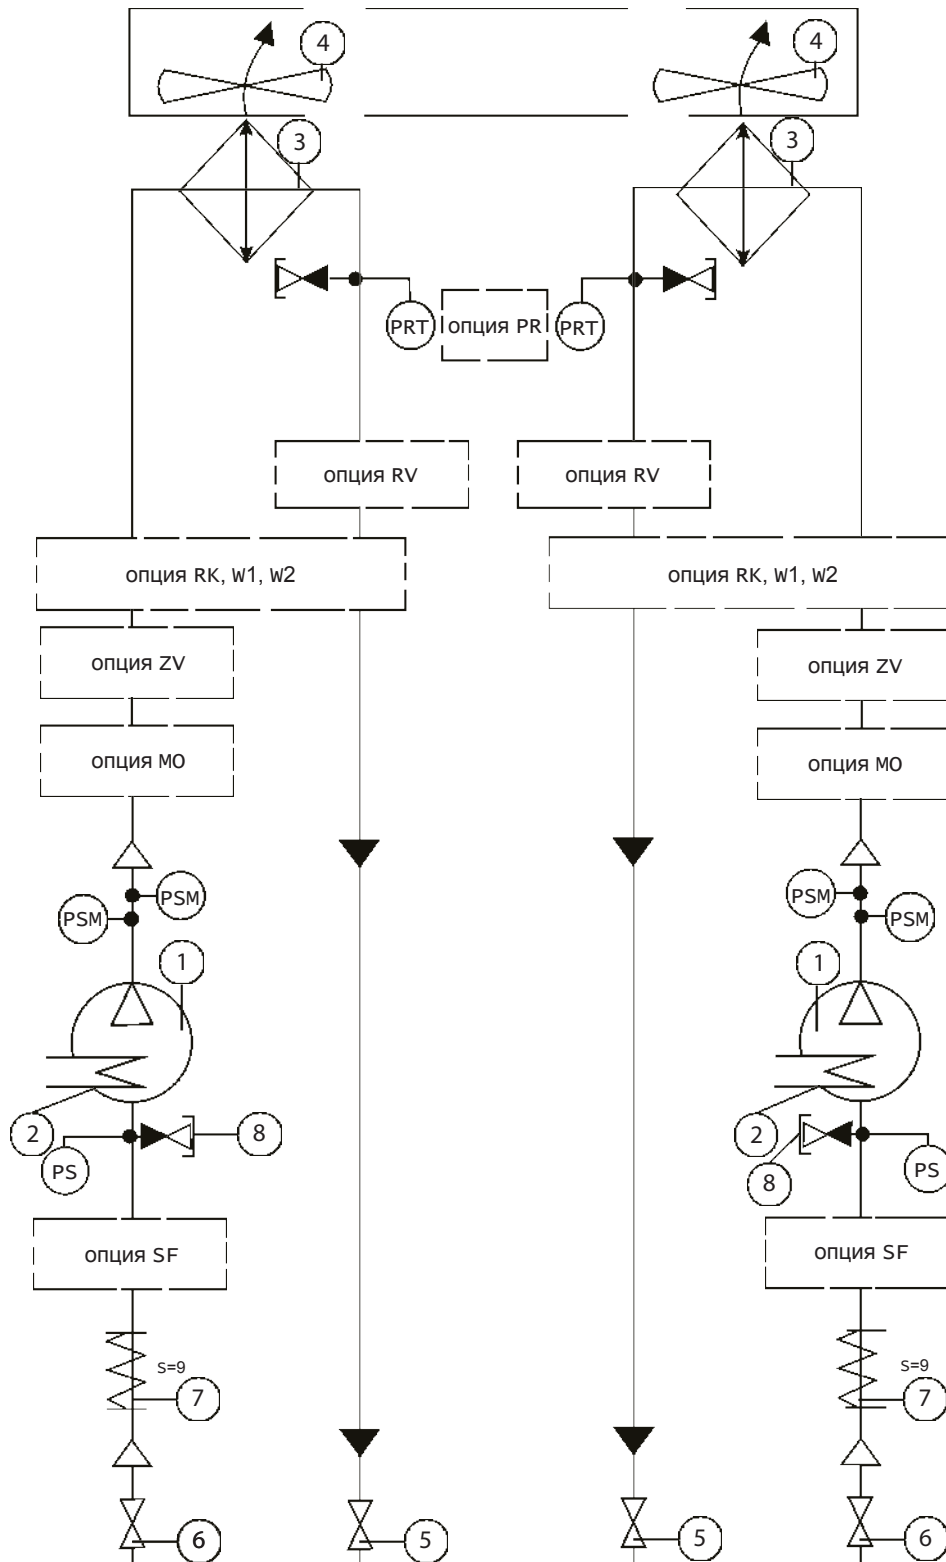 4
4
3
3
PRT
опция PR
PRT
опция RV
опция RV
опция RK, W1, W2
опция RK, W1, W2
опция ZV
опция ZV
опция MO
опция MO
PSM
PSM
PSM
PSM
1
1
2
8
2
PS
8
PS
опция SF
опция SF
S=9
7
S=9
7
6
5
5
6